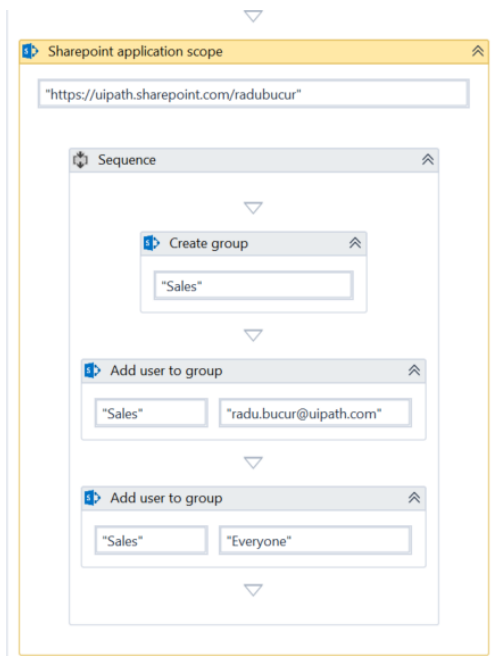 Sharepoint application scope
"https://uipath.sharepoint.com/radubucur"
Sequence
Create group
"Sales"
Add user to group
"Sales" "radu.bucur@uipath.com"
Add user to group
"Sales" "Everyone"